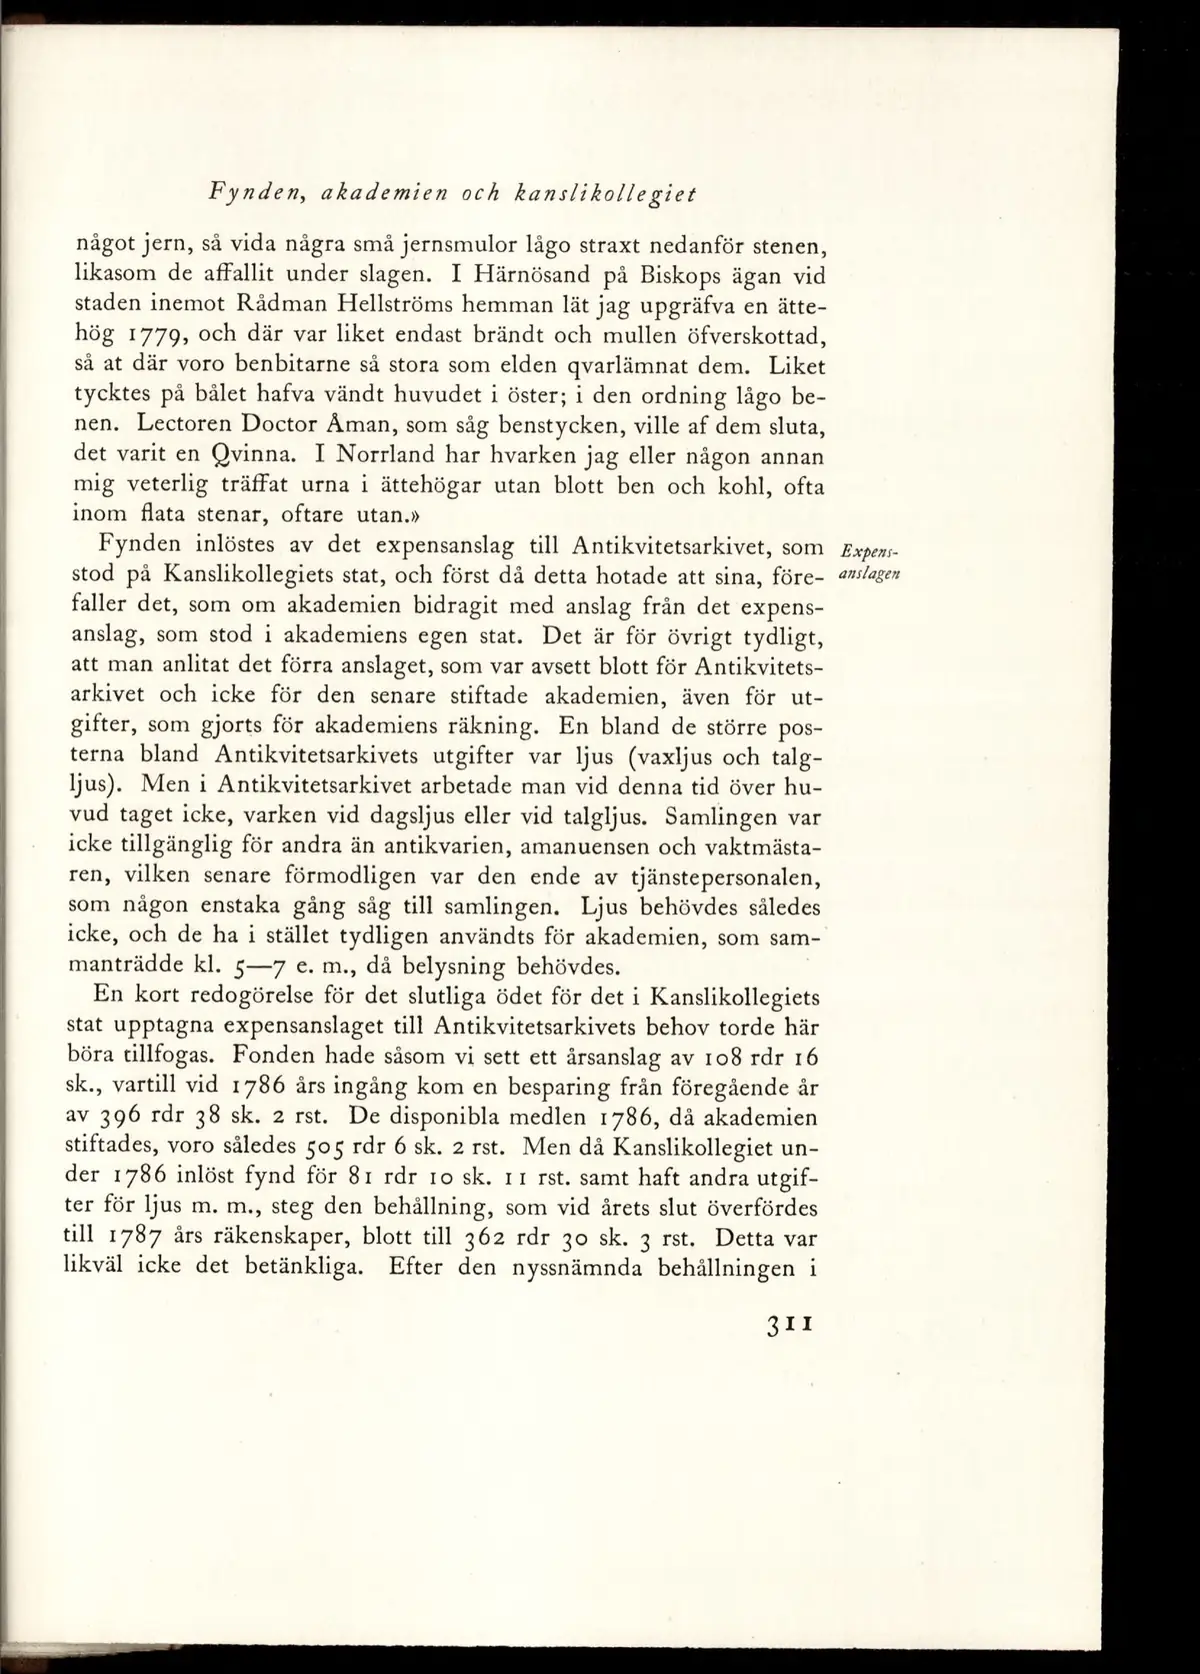 Fynden, akademien och kanslikollegiet
något jern, så vida några små jernsmulor lågo straxt nedanför stenen,
likasom de affallit under slagen. I Härnösand på Biskops ägan vid
staden inemot Rådman Hellströms hemman lät jag upgräfva en ätte-
hög 1779, och där var liket endast brändt och mullen öfverskottad,
så at där voro benbitarne så stora som elden qvarlämnat dem. Liket
tycktes på bålet hafva vändt huvudet i öster; i den ordning lågo be-
nen. Lectoren Doctor Åman, som såg benstycken, ville af dem sluta,
det varit en Qvinna. I Norrland har hvarken jag eller någon annan
mig veterlig träffat urna i ättehögar utan blott ben och kohl, ofta
inom flata stenar, oftare utan.»
Fynden inlöstes av det expensanslag till Antikvitetsarkivet, som
Expens-
stod på Kanslikollegiets stat, och först då detta hotade att sina, före-
anslagen
faller det, som om akademien bidragit med anslag från det expens-
anslag, som stod i akademiens egen stat. Det är för övrigt tydligt,
att man anlitat det förra anslaget, som var avsett blott för Antikvitets-
arkivet och icke för den senare stiftade akademien, även för ut-
gifter, som gjorts för akademiens räkning. En bland de större pos-
terna bland Antikvitetsarkivets utgifter var ljus (vaxljus och talg-
ljus). Men i Antikvitetsarkivet arbetade man vid denna tid över hu-
vud taget icke, varken vid dagsljus eller vid talgljus. Samlingen var
icke tillgänglig för andra än antikvarien, amanuensen och vaktmästa-
ren, vilken senare förmodligen var den ende av tjänstepersonalen,
som någon enstaka gång såg till samlingen. Ljus behövdes således
icke, och de ha i stället tydligen användts för akademien, som sam-
manträdde kl. 5—7 e. m., då belysning behövdes.
En kort redogörelse för det slutliga ödet för det i Kanslikollegiets
stat upptagna expensanslaget till Antikvitetsarkivets behov torde här
böra tillfogas. Fonden hade såsom vi sett ett årsanslag av 108 rdr 16
sk., vartill vid 1786 års ingång kom en besparing från föregående år
av 396 rdr 38 sk. 2 rst. De disponibla medlen 1786, då akademien
stiftades, voro således 505 rdr 6 sk. 2 rst. Men då Kanslikollegiet un-
der 1786 inlöst fynd för 81 rdr 10 sk. 11 rst. samt haft andra utgif-
ter för ljus m. m., steg den behållning, som vid årets slut överfördes
till 1787 års räkenskaper, blott till 362 rdr 30 sk. 3 rst. Detta var
likväl icke det betänkliga. Efter den nyssnämnda behållningen i
311